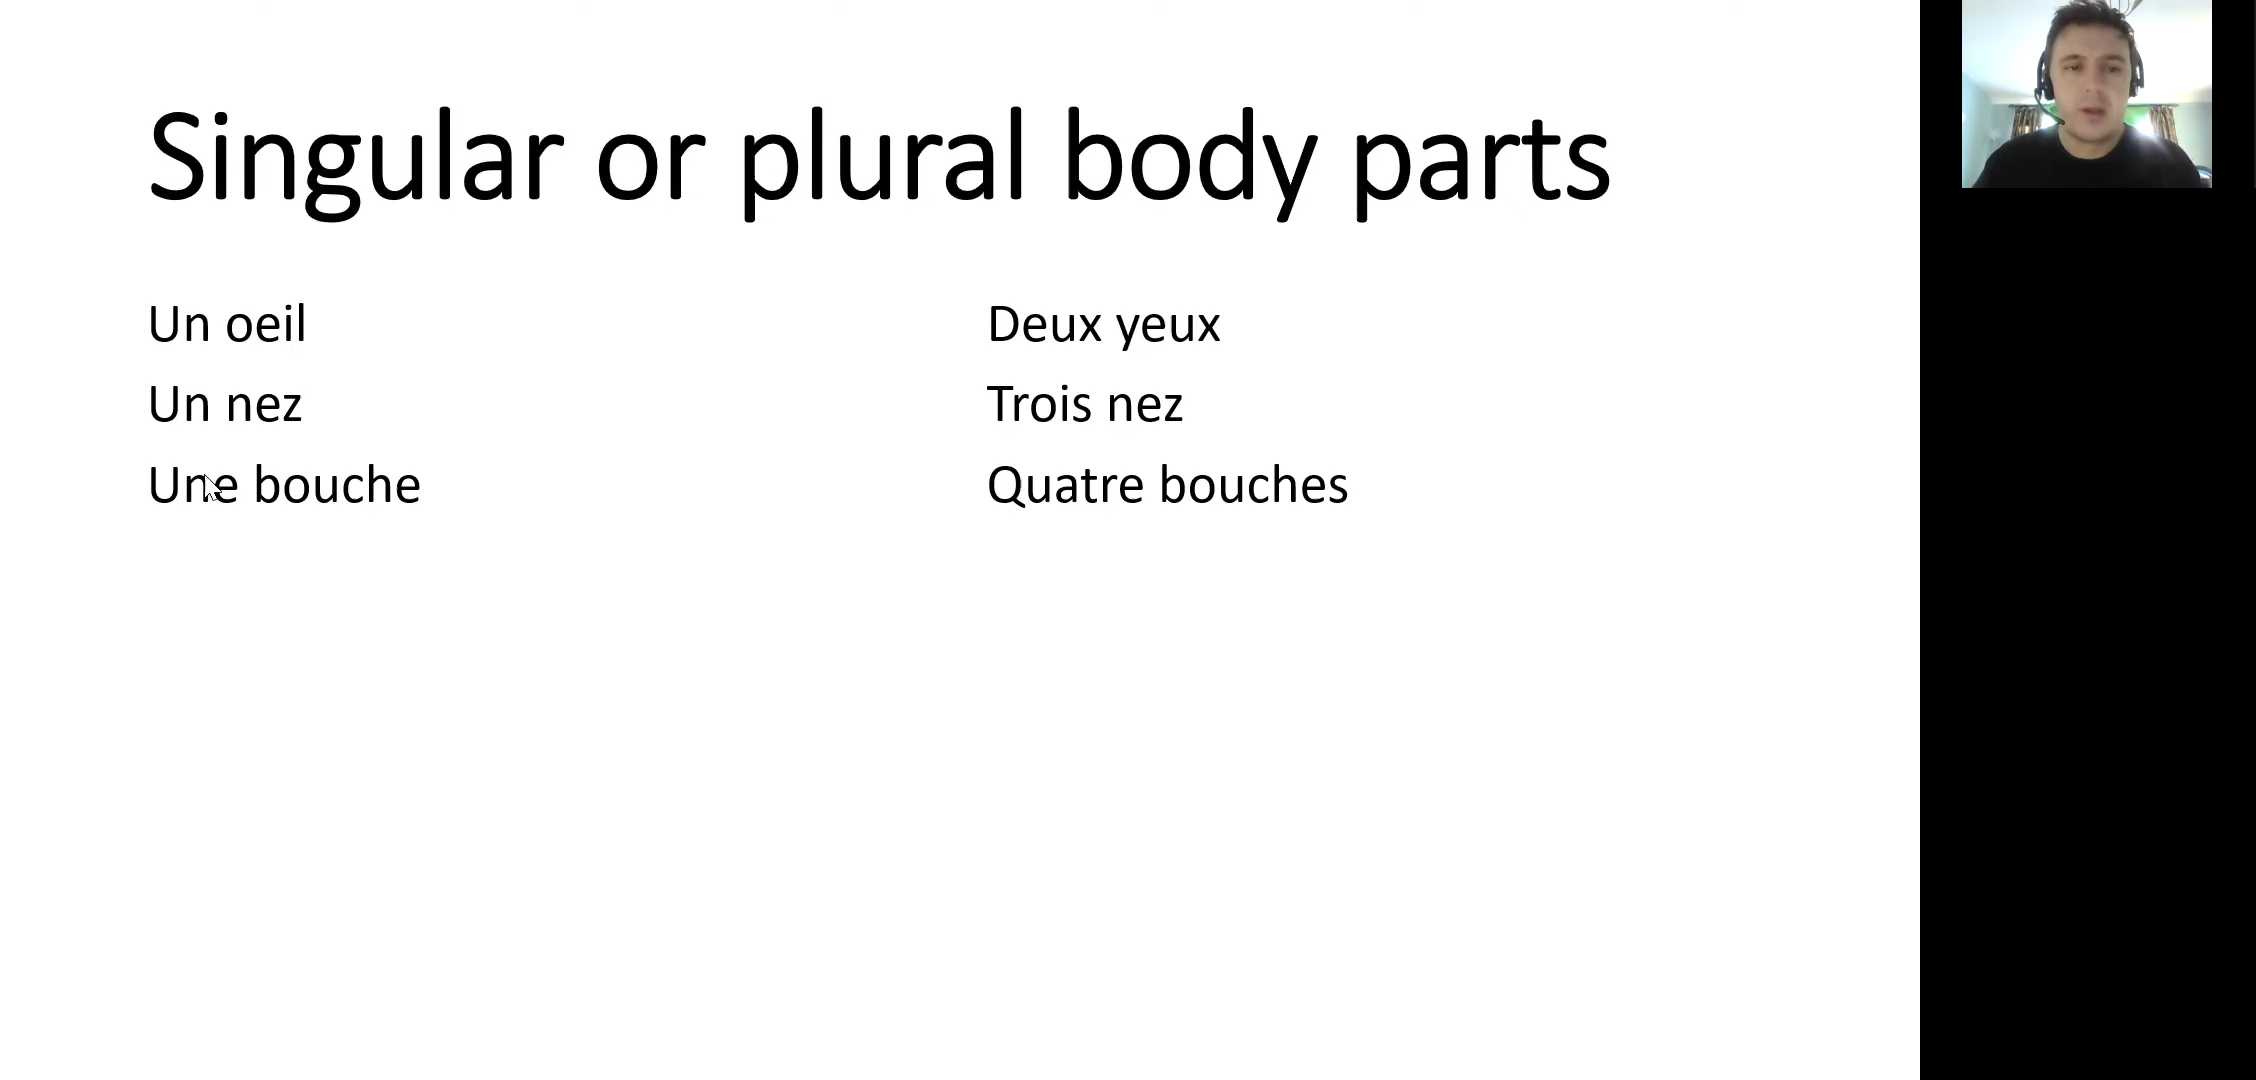 Singular or plural body parts
Un oeil
Deux yeux
Un nez
Trois nez
Une bouche
Quatre bouches